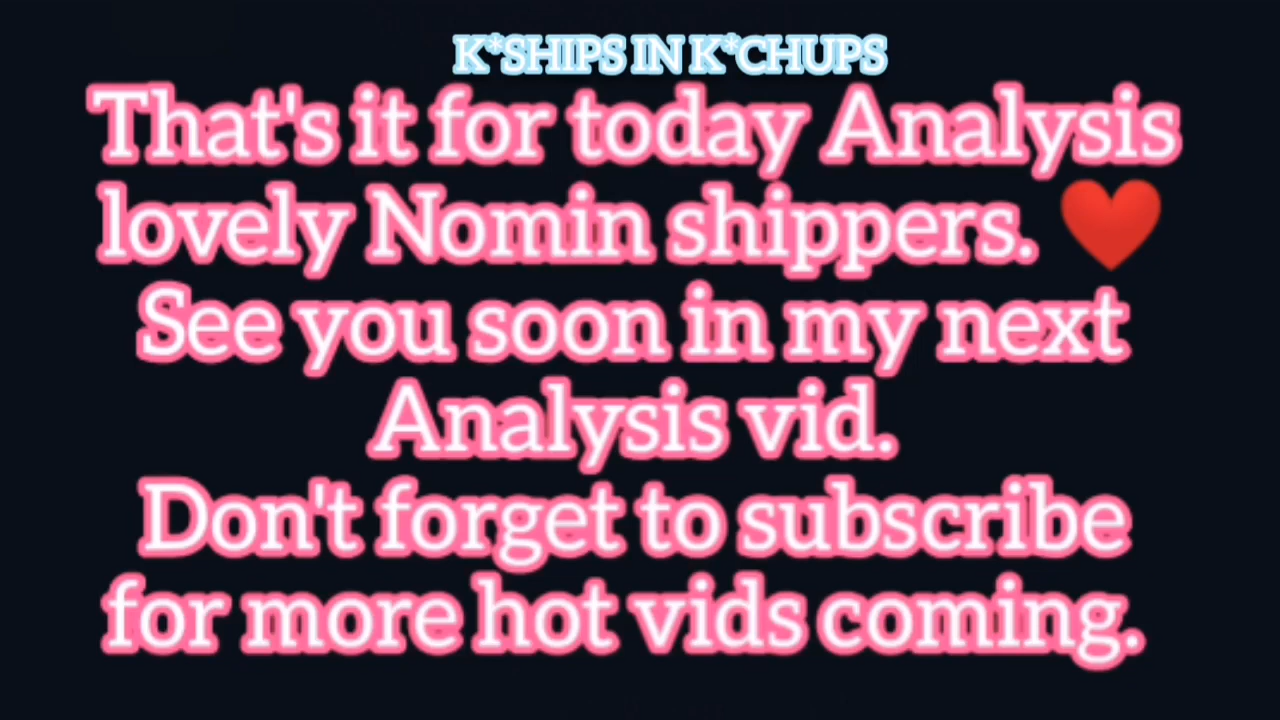 K*SHIPS IN K*CHUPS
That's it for today Analysis
lovely Nomin shippers. ❤️
See you soon in my next
Analysis vid.
Don't forget to subscribe
for more hot vids coming.